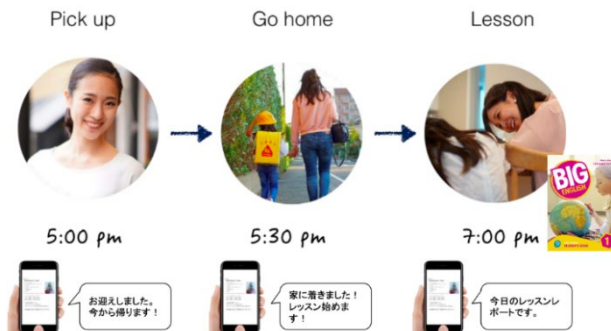 Pick up
Go home
Lesson
5:00 pm
5:30 pm
7:00 pm
BIG
ENGLISH
1
お迎えしました。
今から帰ります！
家に着きました！
レッスン始めま
す！
今日のレッスンレ
ポートです。